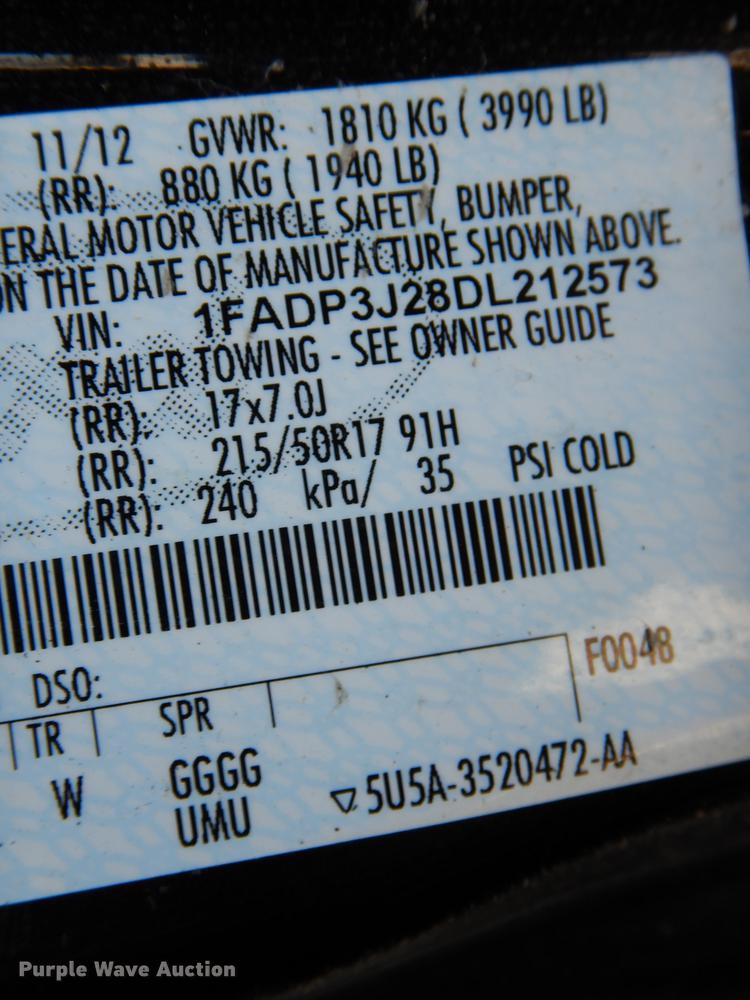 11/12 GVWR: 1810 KG ( 3990 LB)
(RR): 880 KG ( 1940 LB)
ERAL MOTOR VEHICLE SAFETY, BUMPER,
ON THE DATE OF MANUFACTURE SHOWN ABOVE.
VIN: 1FADP3J28DL212573
TRAILER TOWING - SEE OWNER GUIDE
(RR): 17x7.0J
(RR): 215/50R17 91H
(RR): 240 kPa/ 35 PSI COLD
F0048
DSO:
TR SPR
W GGGG
UMU
▽5U5A-3520472-AA
Purple Wave Auction